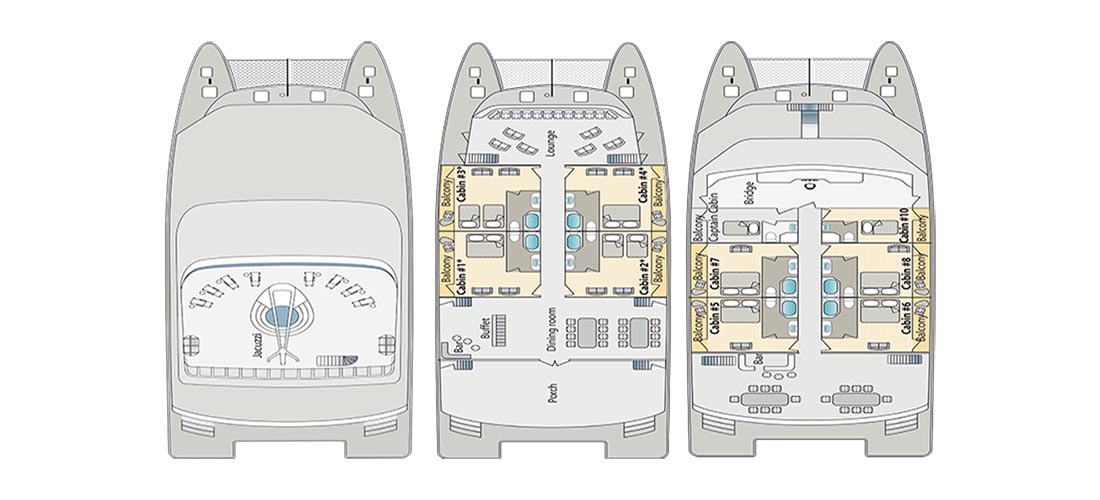 Jacuzzi
Lounge
Balcony
Cabin #3*
Cabin #4*
Balcony
Balcony
Cabin #1*
Cabin #2*
Balcony
Bar
Buffet
Dining room
Porch
Bridge
Balcony
Captain Cabin
Cabin #10
Balcony
Balcony
Cabin #7
Cabin #8
Balcony
Balcony
Cabin #5
Cabin #6
Balcony
Bar